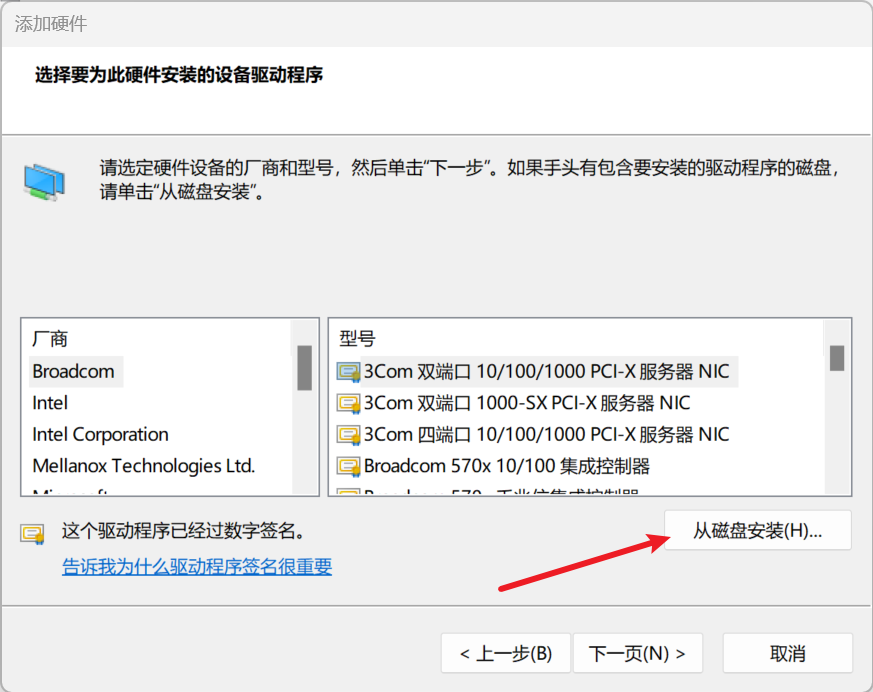 添加硬件
选择要为此硬件安装的设备驱动程序
请选定硬件设备的厂商和型号，然后单击“下一步”。如果手头有包含要安装的驱动程序的磁盘，
请单击“从磁盘安装”。
厂商
Broadcom
Intel
Intel Corporation
Mellanox Technologies Ltd.
型号
3Com 双端口 10/100/1000 PCI-X 服务器 NIC
3Com 双端口 1000-SX PCI-X 服务器 NIC
3Com 四端口 10/100/1000 PCI-X 服务器 NIC
Broadcom 570x 10/100 集成控制器
这个驱动程序已经过数字签名。
告诉我为什么驱动程序签名很重要
从磁盘安装(H)...
< 上一步(B)
下一页(N) >
取消